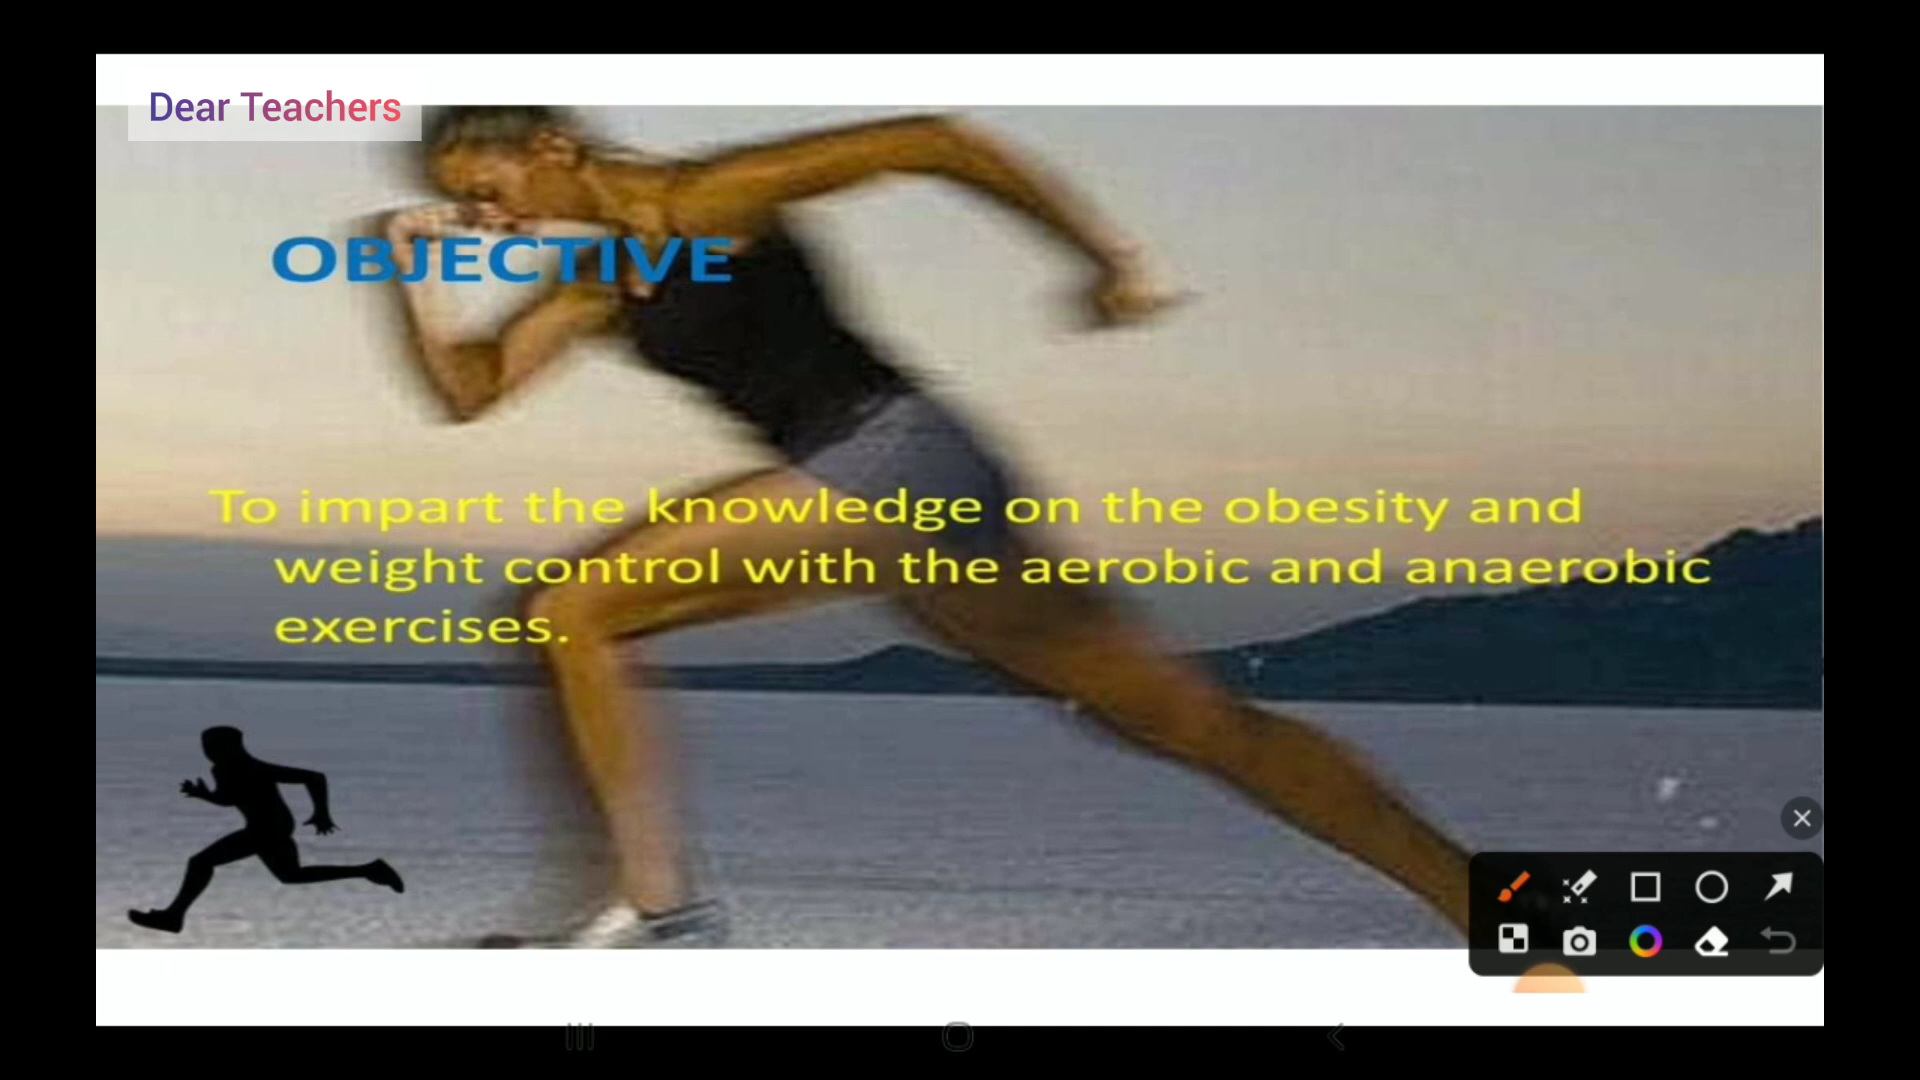 Dear Teachers
OBJECTIVE
To impart the knowledge on the obesity and
weight control with the aerobic and anaerobic
exercises.